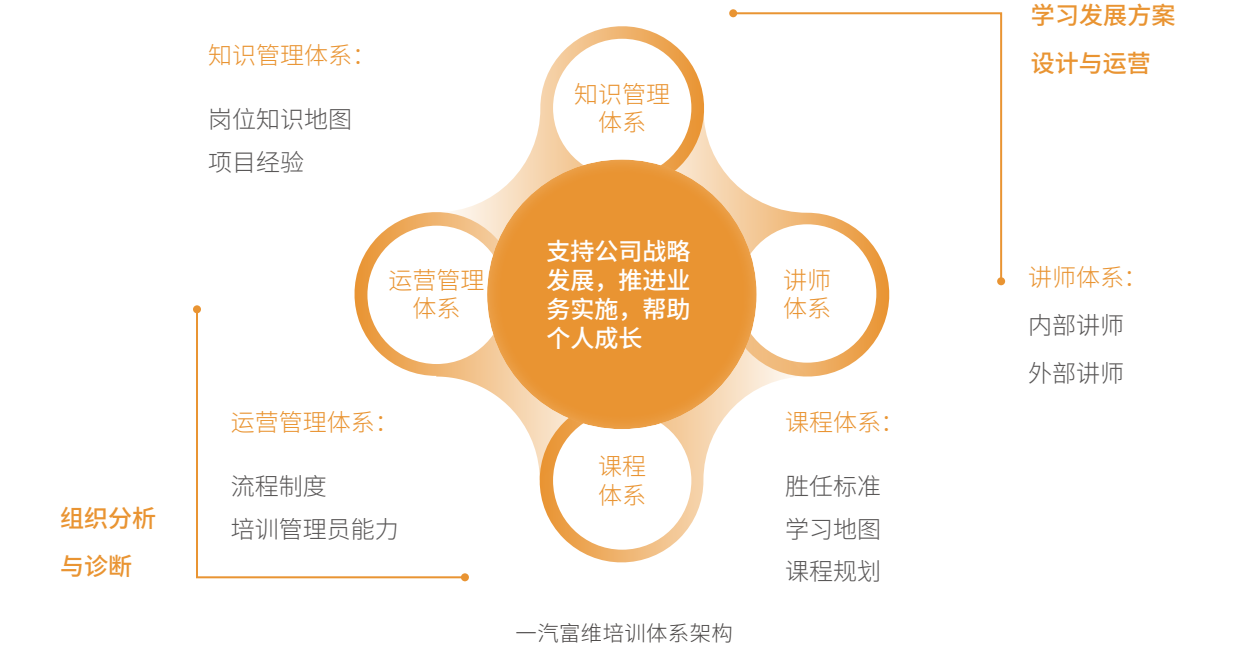 学习发展方案
设计与运营
知识管理体系：
岗位知识地图
项目经验
知识管理
体系
支持公司战略
发展，推进业
务实施，帮助
个人成长
运营管理
体系
讲师
体系
讲师体系：
内部讲师
外部讲师
运营管理体系：
流程制度
培训管理员能力
课程
体系
课程体系：
胜任标准
学习地图
课程规划
组织分析
与诊断
一汽富维培训体系架构